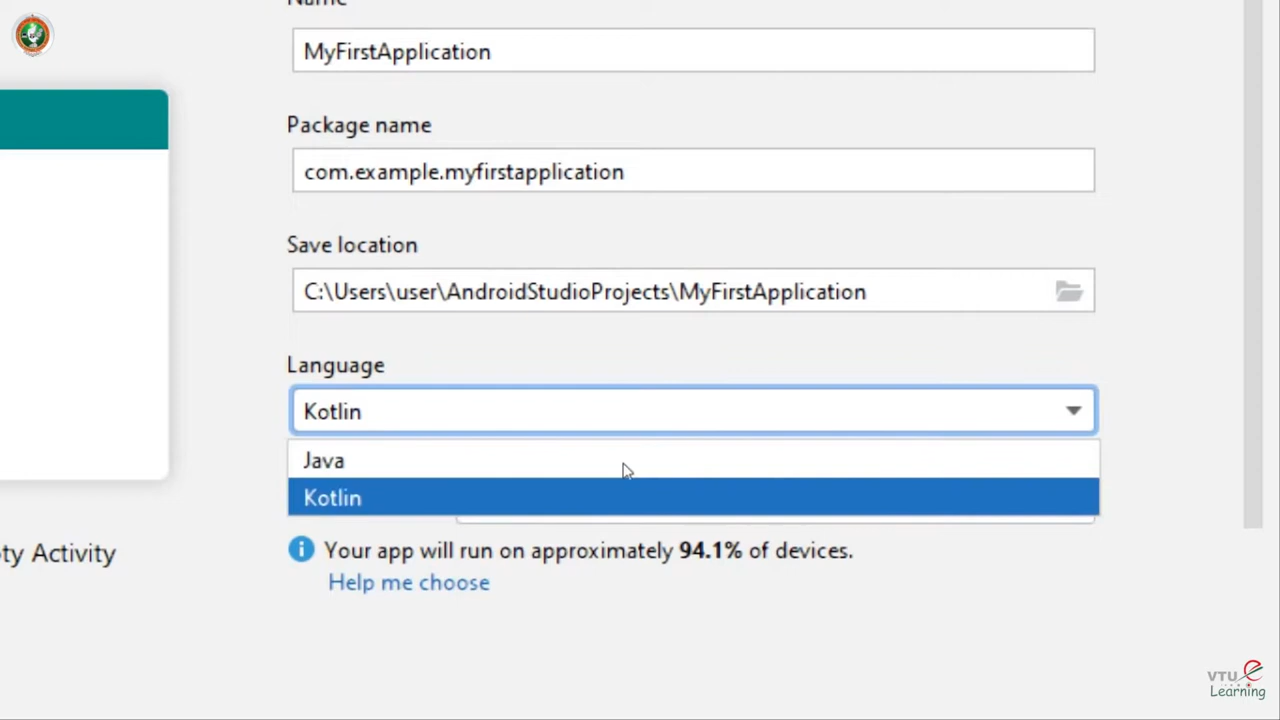 Name
MyFirstApplication
Package name
com.example.myfirstapplication
Save location
C:\Users\user\AndroidStudioProjects\MyFirstApplication
Language
Kotlin
Java
Kotlin
ty Activity
Your app will run on approximately 94.1% of devices.
Help me choose
VTU e
Learning